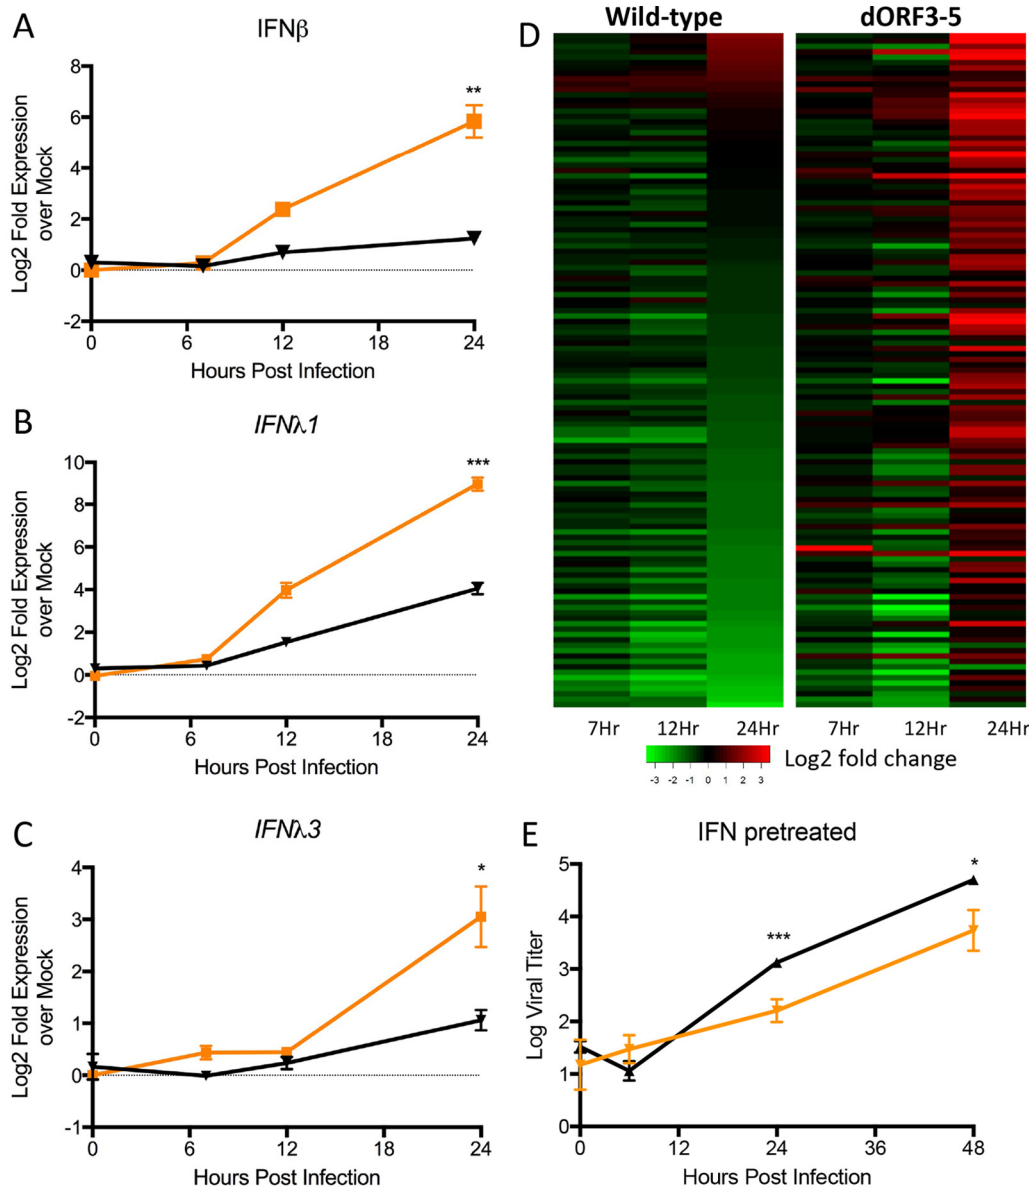 A
IFNβ
Log2 Fold Expression
over Mock
8
6
4
2
0
-2
**
0 6 12 18 24
Hours Post Infection
B
IFNλ1
Log2 Fold Expression
over Mock
10
8
6
4
2
0
-2
***
0 6 12 18 24
Hours Post Infection
C
IFNλ3
Log2 Fold Expression
over Mock
4
3
2
1
0
-1
*
0 6 12 18 24
Hours Post Infection
D
Wild-type dORF3-5
7Hr 12Hr 24Hr 7Hr 12Hr 24Hr
-3 -2 -1 0 1 2 3
Log2 fold change
E
IFN pretreated
Log Viral Titer
5
4
3
2
1
0
***
*
0 12 24 36 48
Hours Post Infection